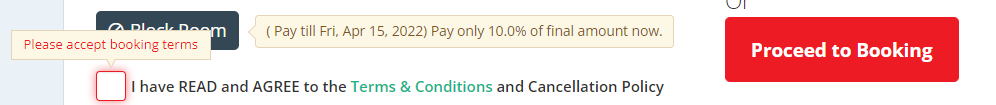 Or
Block Room
( Pay till Fri, Apr 15, 2022) Pay only 10.0% of final amount now.
Please accept booking terms
Proceed to Booking
I have READ and AGREE to the Terms & Conditions and Cancellation Policy